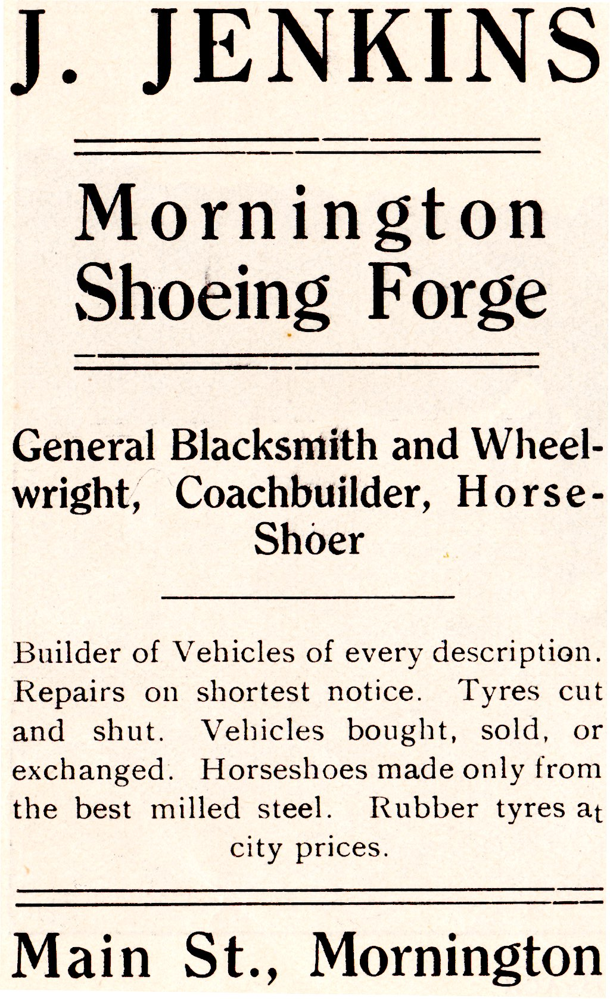 J. JENKINS
Mornington
Shoeing Forge
General Blacksmith and Wheel-
wright, Coachbuilder, Horse-
Shoer
Builder of Vehicles of every description.
Repairs on shortest notice. Tyres cut
and shut. Vehicles bought, sold, or
exchanged. Horseshoes made only from
the best milled steel. Rubber tyres at
city prices.
Main St., Mornington